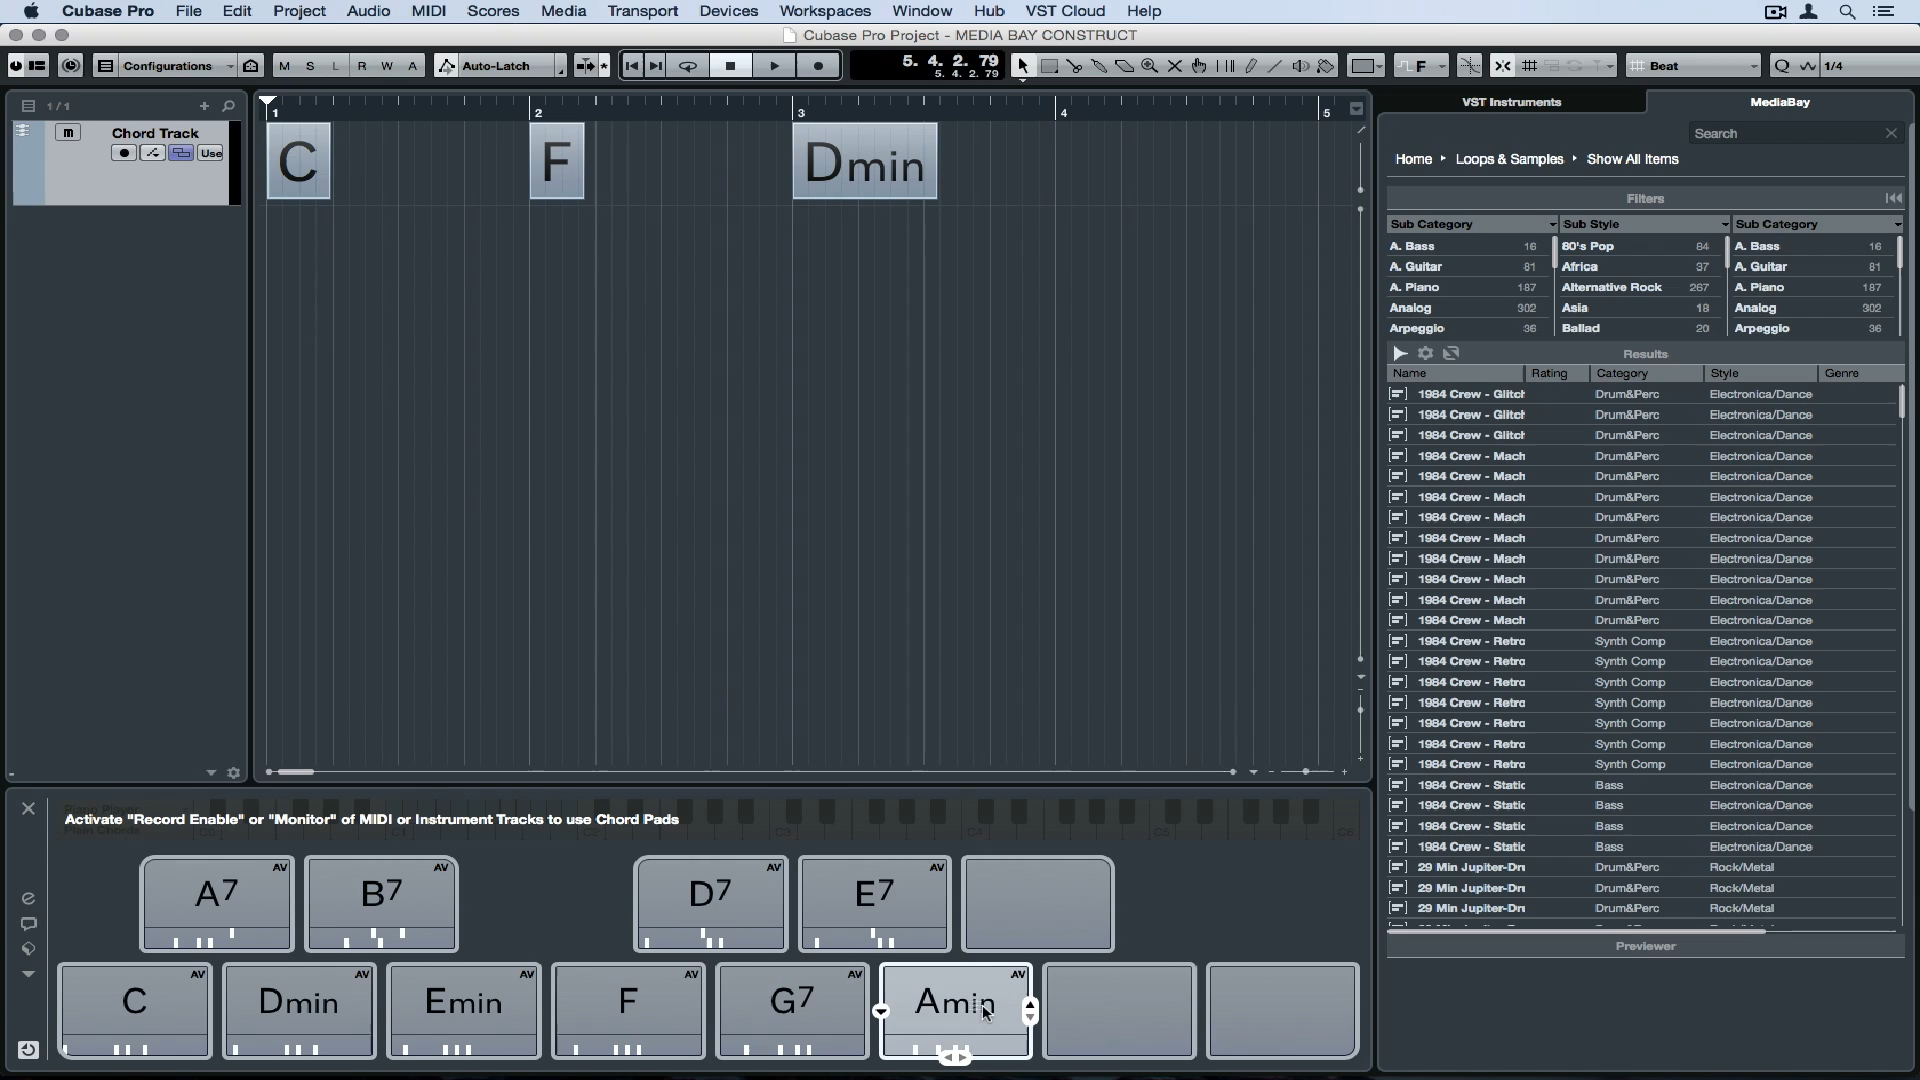 Cubase Pro File Edit Project Audio MIDI Scores Media Transport Devices Workspaces Window Hub VST Cloud Help
Cubase Pro Project - MEDIA BAY CONSTRUCT
Configurations M S L R W A Auto-Latch 5. 4. 2. 79 F Beat Q 1/4
5. 4. 2. 79
VST Instruments MediaBay
1/1
1 2 3 4 5
m Chord Track
Use
C F Dmin
Search
Home Loops & Samples Show All Items
Filters
Sub Category Sub Style Sub Category
A. Bass 16 80's Pop 84 A. Bass 16
A. Guitar 81 Africa 37 A. Guitar 81
A. Piano 187 Alternative Rock 267 A. Piano 187
Analog 302 Asia 18 Analog 302
Arpeggio 36 Ballad 20 Arpeggio 36
Results
Name Rating Category Style Genre
1984 Crew - Glitch Drum&Perc Electronica/Dance
1984 Crew - Glitch Drum&Perc Electronica/Dance
1984 Crew - Glitch Drum&Perc Electronica/Dance
1984 Crew - Mach Drum&Perc Electronica/Dance
1984 Crew - Mach Drum&Perc Electronica/Dance
1984 Crew - Mach Drum&Perc Electronica/Dance
1984 Crew - Mach Drum&Perc Electronica/Dance
1984 Crew - Mach Drum&Perc Electronica/Dance
1984 Crew - Mach Drum&Perc Electronica/Dance
1984 Crew - Mach Drum&Perc Electronica/Dance
1984 Crew - Mach Drum&Perc Electronica/Dance
1984 Crew - Mach Drum&Perc Electronica/Dance
1984 Crew - Retro Synth Comp Electronica/Dance
1984 Crew - Retro Synth Comp Electronica/Dance
1984 Crew - Retro Synth Comp Electronica/Dance
1984 Crew - Retro Synth Comp Electronica/Dance
1984 Crew - Retro Synth Comp Electronica/Dance
1984 Crew - Retro Synth Comp Electronica/Dance
1984 Crew - Retro Synth Comp Electronica/Dance
1984 Crew - Static Bass Electronica/Dance
1984 Crew - Static Bass Electronica/Dance
1984 Crew - Static Bass Electronica/Dance
1984 Crew - Static Bass Electronica/Dance
29 Min Jupiter-Dru Drum&Perc Rock/Metal
29 Min Jupiter-Dru Drum&Perc Rock/Metal
29 Min Jupiter-Dru Drum&Perc Rock/Metal
Previewer
Piano Player
Activate "Record Enable" or "Monitor" of MIDI or Instrument Tracks to use Chord Pads
Plain Chords C0 C1 C2 C3 C4 C5 C6
AV AV AV AV
A7 B7 D7 E7
AV AV AV AV AV AV
C Dmin Emin F G7 Amin